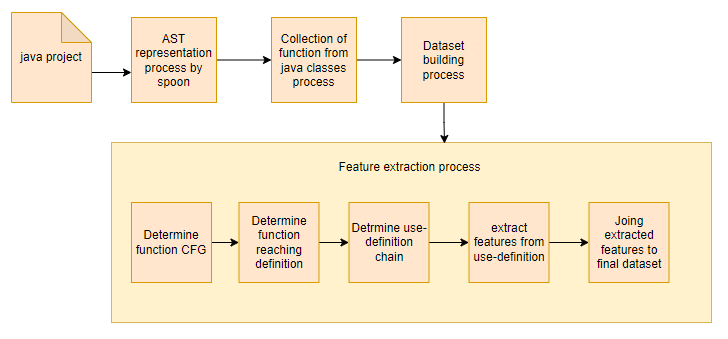 java project
AST
representation
process by
spoon
Collection of
function from
java classes
process
Dataset
building
process
Feature extraction process
Determine
function CFG
Determine
function
reaching
definition
Detrmine use-
definition
chain
extract
features from
use-definition
Joing
extracted
features to
final dataset